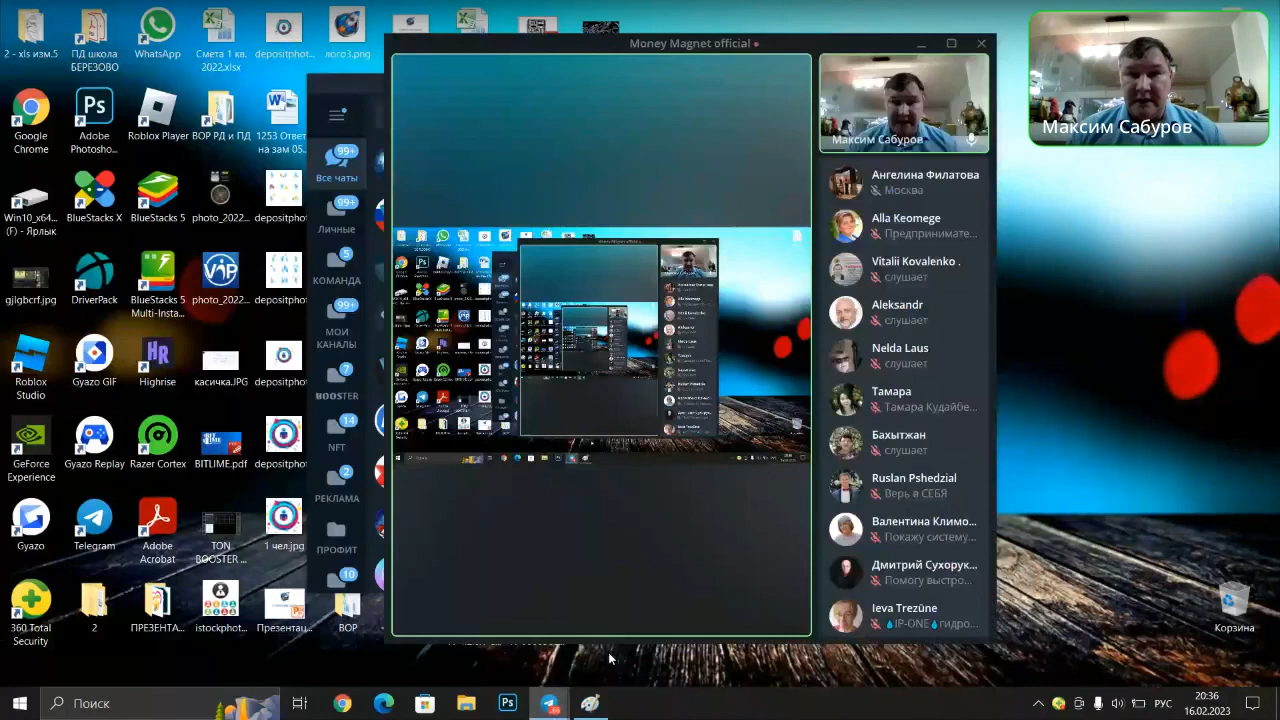 2 - xls изм.5
ПД школа
БЕРЕЗОВО
WhatsApp
Смета 1 кв.
2022.xlsx
depositph...
лого3.png
Google
Chrome
Adobe
Photosho...
Roblox Player
ВОР РД и ПД
1253 Ответ
на зам 05...
Win10_x64...
(F) - Ярлык
BlueStacks X
BlueStacks 5
photo_2022...
depositph...
gjlgbcrf.jpg
DriverPack
BlueStacks 5
Multi-Insta...
photo_2022...
depositph...
Roblox
Studio
Gyazo GIF
Highrise
касичка.JPG
depositph...
GeForce
Experience
Gyazo Replay
Razer Cortex
BITLIME.pdf
depositph...
Gyazo
Telegram
Adobe
Acrobat
TON
BOOSTER ...
1 чел.jpg
360 Total
Security
2
ПРЕЗЕНТА...
istockphot...
Презентац...
ВОР
99+
Все чаты
99+
Личные
5
КОМАНДА
99+
МОИ
КАНАЛЫ
7
BOOSTER
14
NFT
2
РЕКЛАМА
ПРОФИТ
10
Money Magnet official
Максим Сабуров
Ангелина Филатова
Москва
Alla Keomege
Предпринимате...
Vitalii Kovalenko .
слушает
Aleksandr
слушает
Nelda Laus
слушает
Тамара
Тамара Кудайбе...
Бахытжан
слушает
Ruslan Pshedzial
Верь в СЕБЯ
Валентина Климо...
Покажу систему...
Дмитрий Сухорук...
Помогу выстро...
Ieva Trezüne
IP-ONE гидро...
Максим Сабуров
Корзина
Поиск
РУС
20:36
16.02.2023